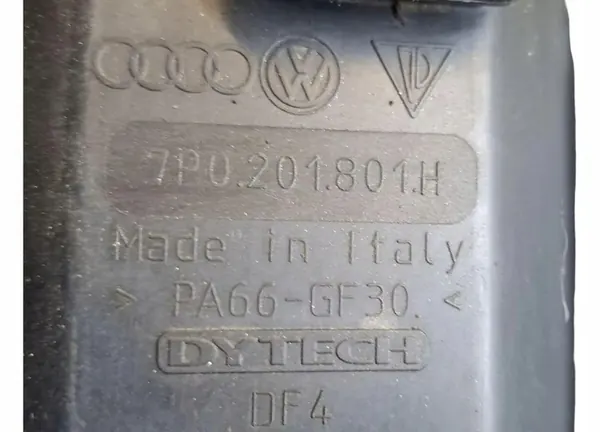 7P0.201.801.H
Made in Italy
> PA66-GF30. <
DYTECH
DF4